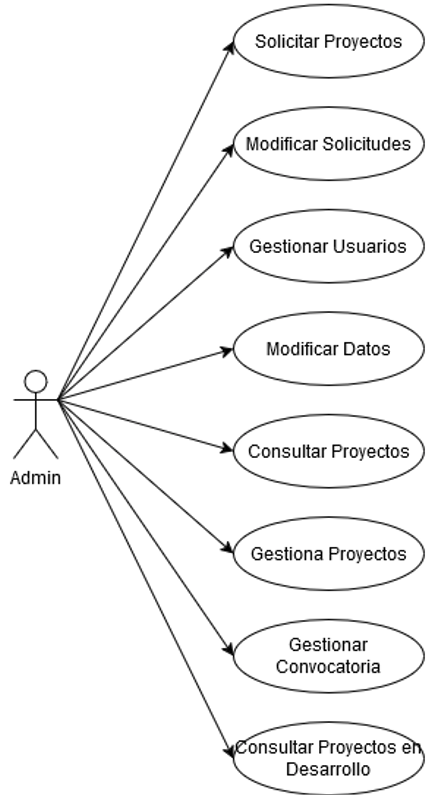 Solicitar Proyectos
Modificar Solicitudes
Gestionar Usuarios
Modificar Datos
Admin
Consultar Proyectos
Gestiona Proyectos
Gestionar
Convocatoria
Consultar Proyectos en
Desarrollo